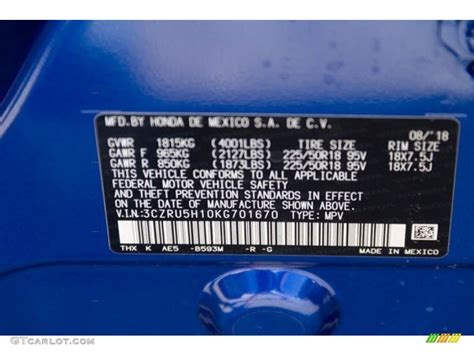 MFD.BY HONDA DE MEXICO S.A. DE C.V. 08/'18
GVWR 1815KG (4001LBS) TIRE SIZE RIM SIZE
GAWR F 965KG (2127LBS) 225/50R18 95V 18X7.5J
GAWR R 850KG (1873LBS) 225/50R18 95V 18X7.5J
THIS VEHICLE CONFORMS TO ALL APPLICABLE
FEDERAL MOTOR VEHICLE SAFETY
AND THEFT PREVENTION STANDARDS IN EFFECT
ON THE DATE OF MANUFACTURE SHOWN ABOVE.
V.I.N:3CZRU5H10KG701670 TYPE: MPV
THX K AE5 -B593M -R -G MADE IN MEXICO
GTCARLOT.COM